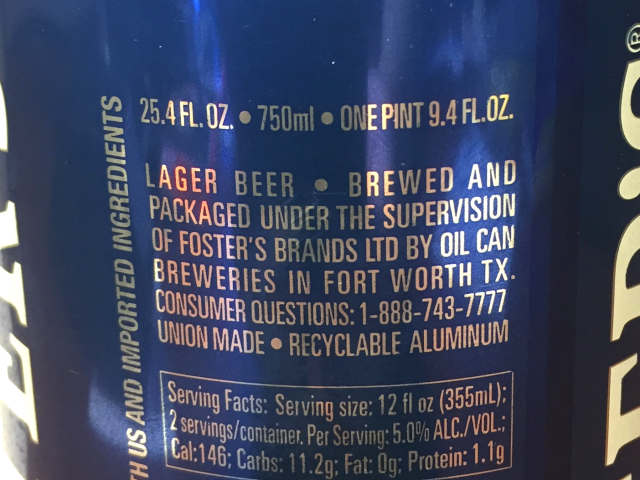 25.4 FL. OZ. • 750ml • ONE PINT 9.4 FL.OZ.
LAGER BEER • BREWED AND
PACKAGED UNDER THE SUPERVISION
OF FOSTER'S BRANDS LTD BY OIL CAN
BREWERIES IN FORT WORTH TX.
CONSUMER QUESTIONS: 1-888-743-7777
UNION MADE • RECYCLABLE ALUMINUM
Serving Facts: Serving size: 12 fl oz (355mL);
2 servings/container. Per Serving: 5.0% ALC./VOL.;
Cal:146; Carbs: 11.2g; Fat: 0g; Protein: 1.1g
US AND IMPORTED INGREDIENTS